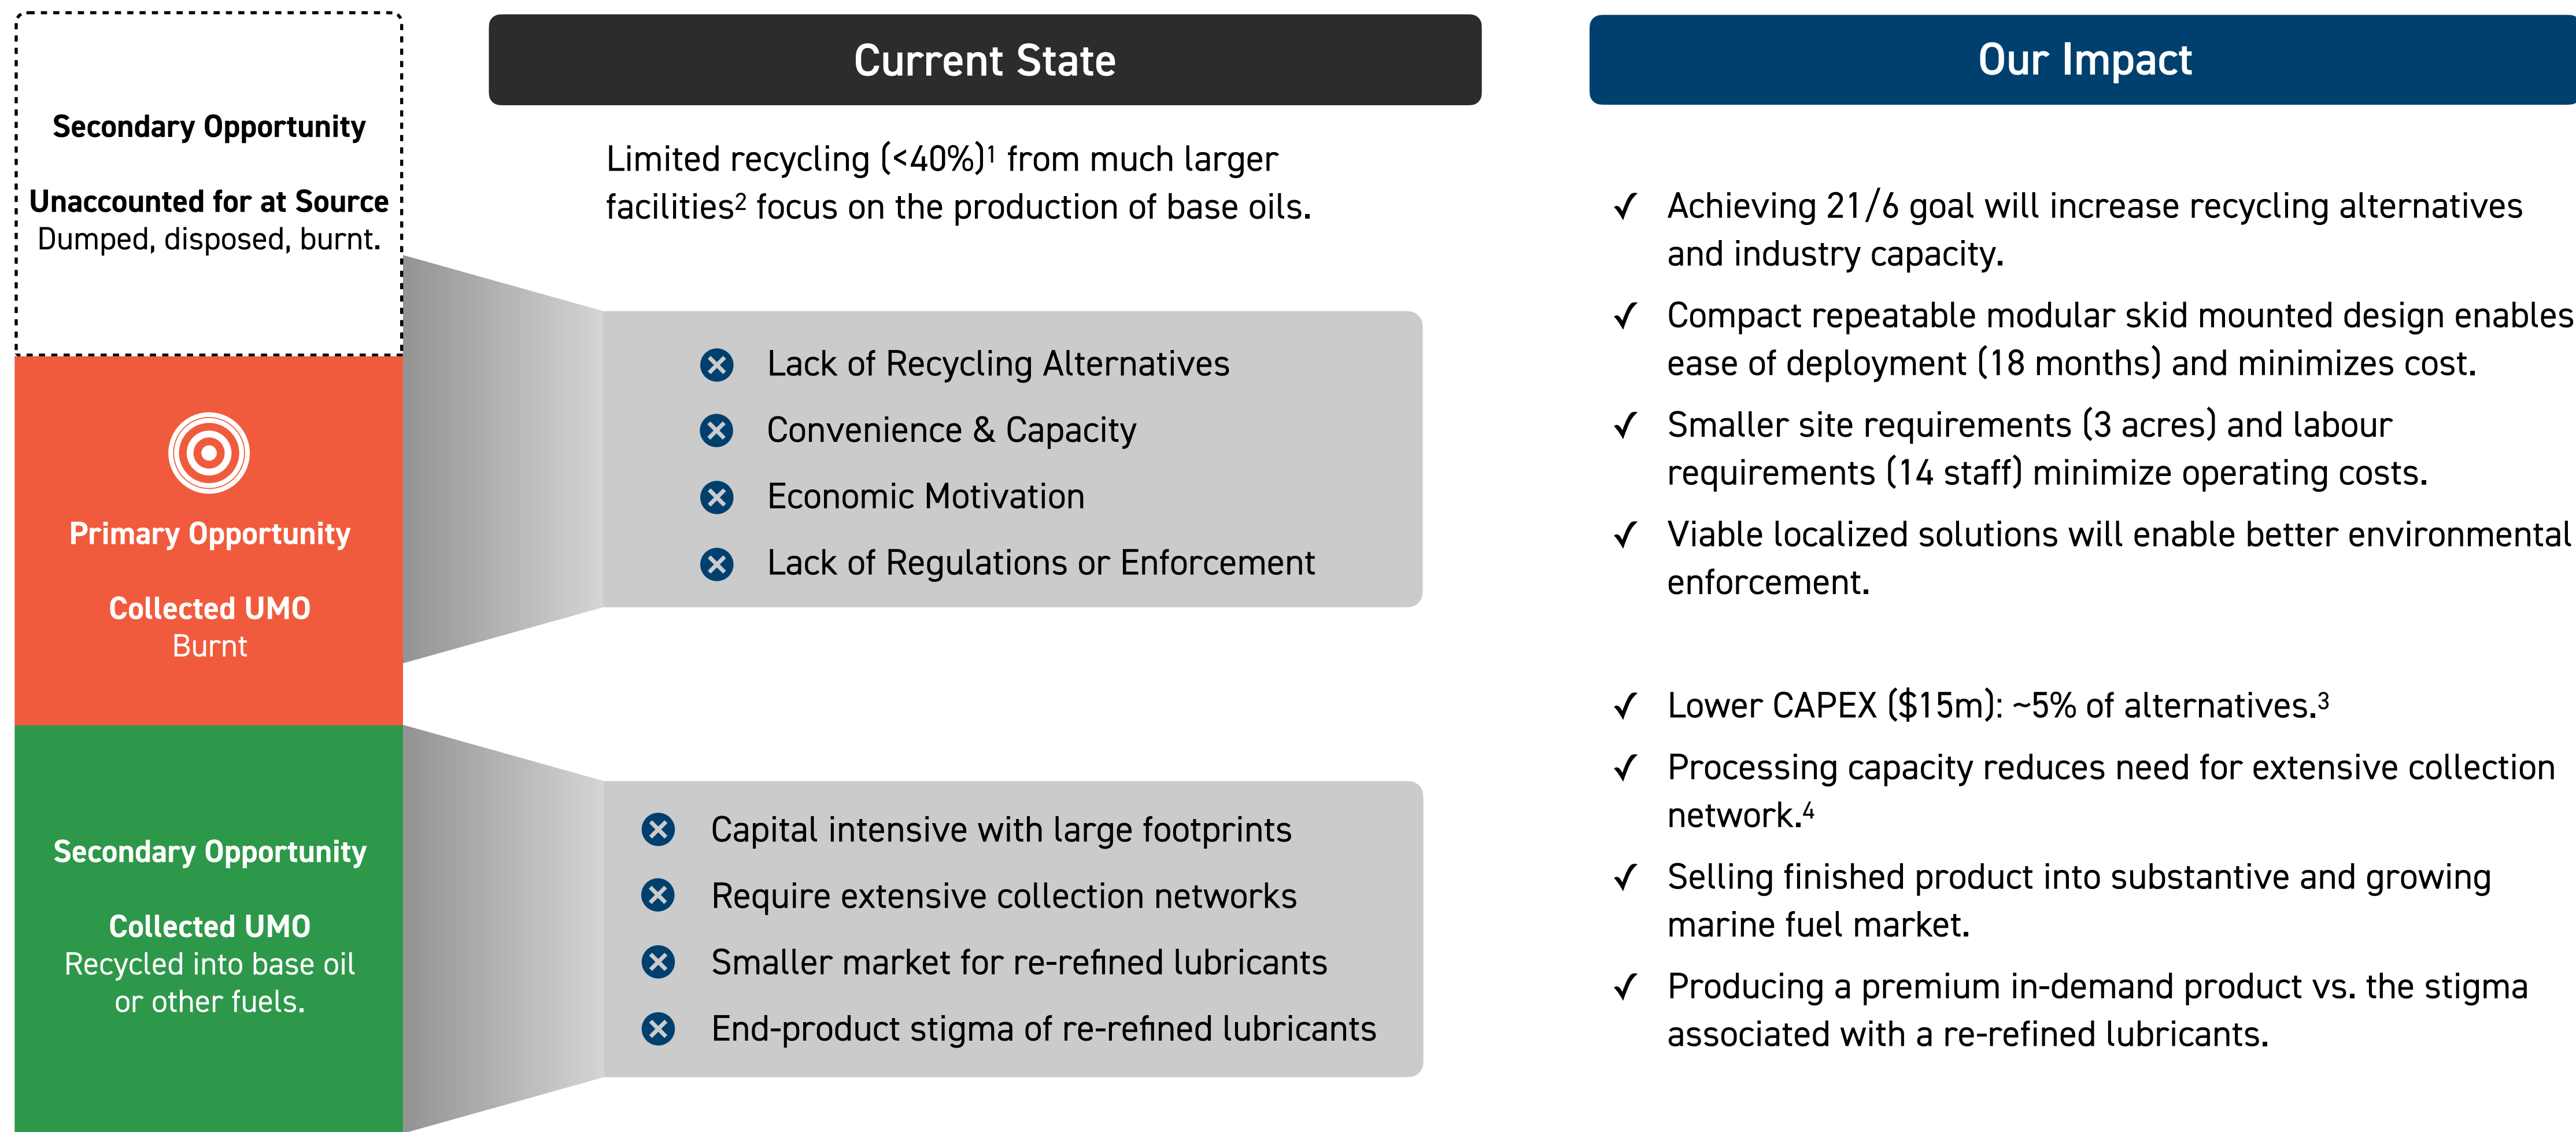 Secondary Opportunity
Unaccounted for at Source
Dumped, disposed, burnt.
Primary Opportunity
Collected UMO
Burnt
Secondary Opportunity
Collected UMO
Recycled into base oil
or other fuels.
Current State
Limited recycling (<40%)¹ from much larger
facilities² focus on the production of base oils.
Lack of Recycling Alternatives
Convenience & Capacity
Economic Motivation
Lack of Regulations or Enforcement
Capital intensive with large footprints
Require extensive collection networks
Smaller market for re-refined lubricants
End-product stigma of re-refined lubricants
Our Impact
✓ Achieving 21/6 goal will increase recycling alternatives
and industry capacity.
✓ Compact repeatable modular skid mounted design enables
ease of deployment (18 months) and minimizes cost.
✓ Smaller site requirements (3 acres) and labour
requirements (14 staff) minimize operating costs.
✓ Viable localized solutions will enable better environmental
enforcement.
✓ Lower CAPEX ($15m): ~5% of alternatives.³
✓ Processing capacity reduces need for extensive collection
network.⁴
✓ Selling finished product into substantive and growing
marine fuel market.
✓ Producing a premium in-demand product vs. the stigma
associated with a re-refined lubricants.